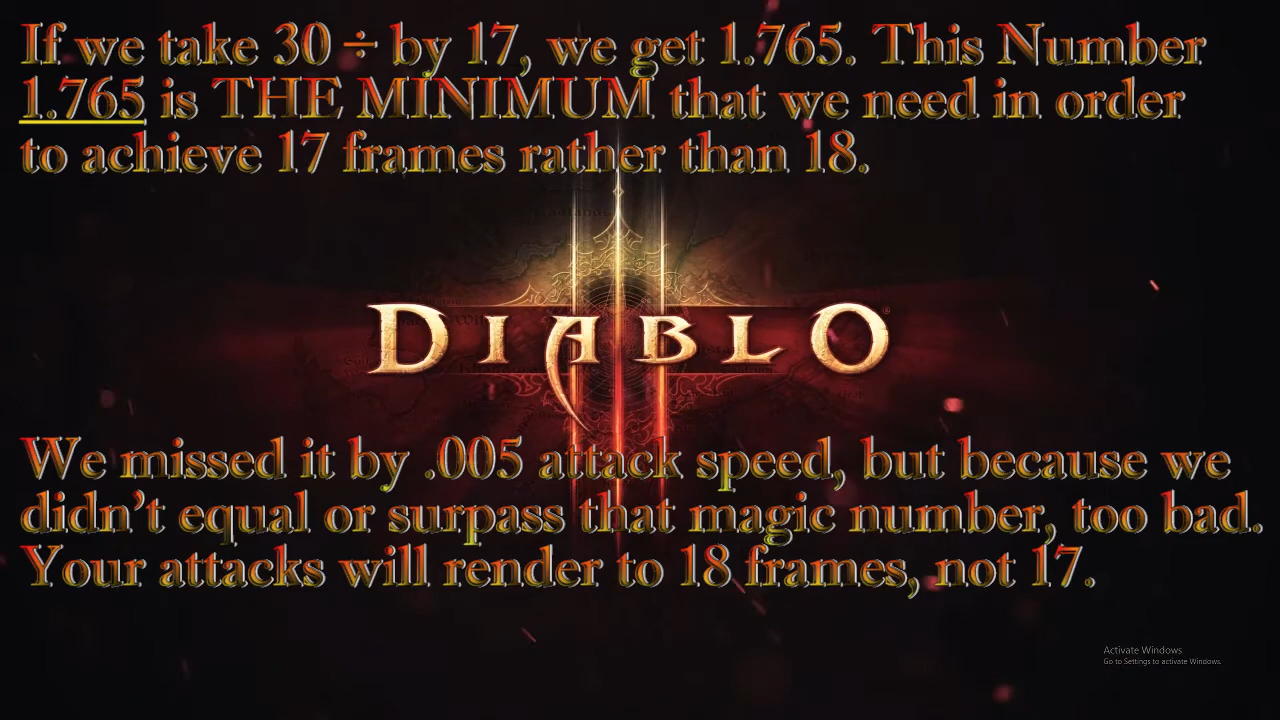 If we take 30 ÷ by 17, we get 1.765. This Number
1.765 is THE MINIMUM that we need in order
to achieve 17 frames rather than 18.
DIABLO®
We missed it by .005 attack speed, but because we
didn't equal or surpass that magic number, too bad.
Your attacks will render to 18 frames, not 17.
Activate Windows
Go to Settings to activate Windows.